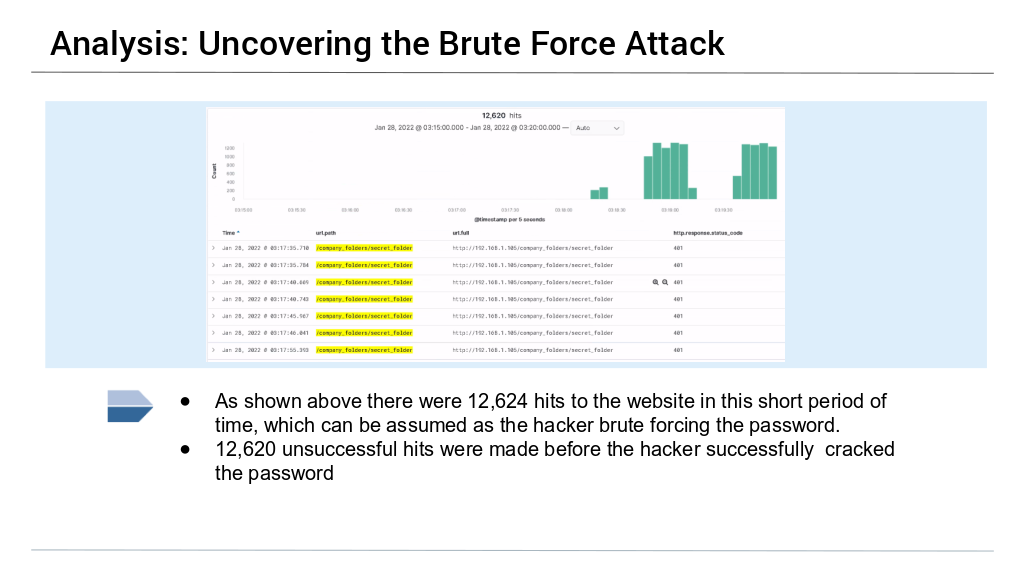 Analysis: Uncovering the Brute Force Attack
12,620 hits
Jan 28, 2022 @ 03:15:00.000 - Jan 28, 2022 @ 03:20:00.000 — Auto
Count
1200
1000
800
600
400
200
0
03:15:00 03:15:30 03:16:00 03:16:30 03:17:00 03:17:30 03:18:00 03:18:30 03:19:00 03:19:30
@timestamp per 5 seconds
Time url.path url.full http.response.status_code
Jan 28, 2022 @ 03:17:35.710 /company_folders/secret_folder http://192.168.1.105/company_folders/secret_folder 401
Jan 28, 2022 @ 03:17:35.784 /company_folders/secret_folder http://192.168.1.105/company_folders/secret_folder 401
Jan 28, 2022 @ 03:17:40.669 /company_folders/secret_folder http://192.168.1.105/company_folders/secret_folder 401
Jan 28, 2022 @ 03:17:40.743 /company_folders/secret_folder http://192.168.1.105/company_folders/secret_folder 401
Jan 28, 2022 @ 03:17:45.967 /company_folders/secret_folder http://192.168.1.105/company_folders/secret_folder 401
Jan 28, 2022 @ 03:17:46.041 /company_folders/secret_folder http://192.168.1.105/company_folders/secret_folder 401
Jan 28, 2022 @ 03:17:55.393 /company_folders/secret_folder http://192.168.1.105/company_folders/secret_folder 401
● As shown above there were 12,624 hits to the website in this short period of
time, which can be assumed as the hacker brute forcing the password.
● 12,620 unsuccessful hits were made before the hacker successfully cracked
the password